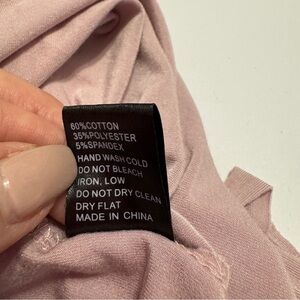 60%COTTON
35%POLYESTER
5%SPANDEX
HAND WASH COLD
DO NOT BLEACH
IRON, LOW
DO NOT DRY CLEAN
DRY FLAT
MADE IN CHINA